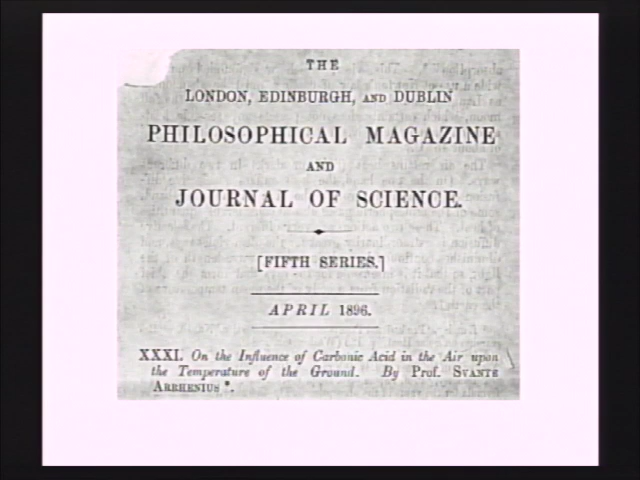 THE
LONDON, EDINBURGH, AND DUBLIN
PHILOSOPHICAL MAGAZINE
AND
JOURNAL OF SCIENCE.
[FIFTH SERIES.]
APRIL 1896.
XXXI. On the Influence of Carbonic Acid in the Air upon
the Temperature of the Ground. By Prof. SVANTE
ARRHENIUS *.